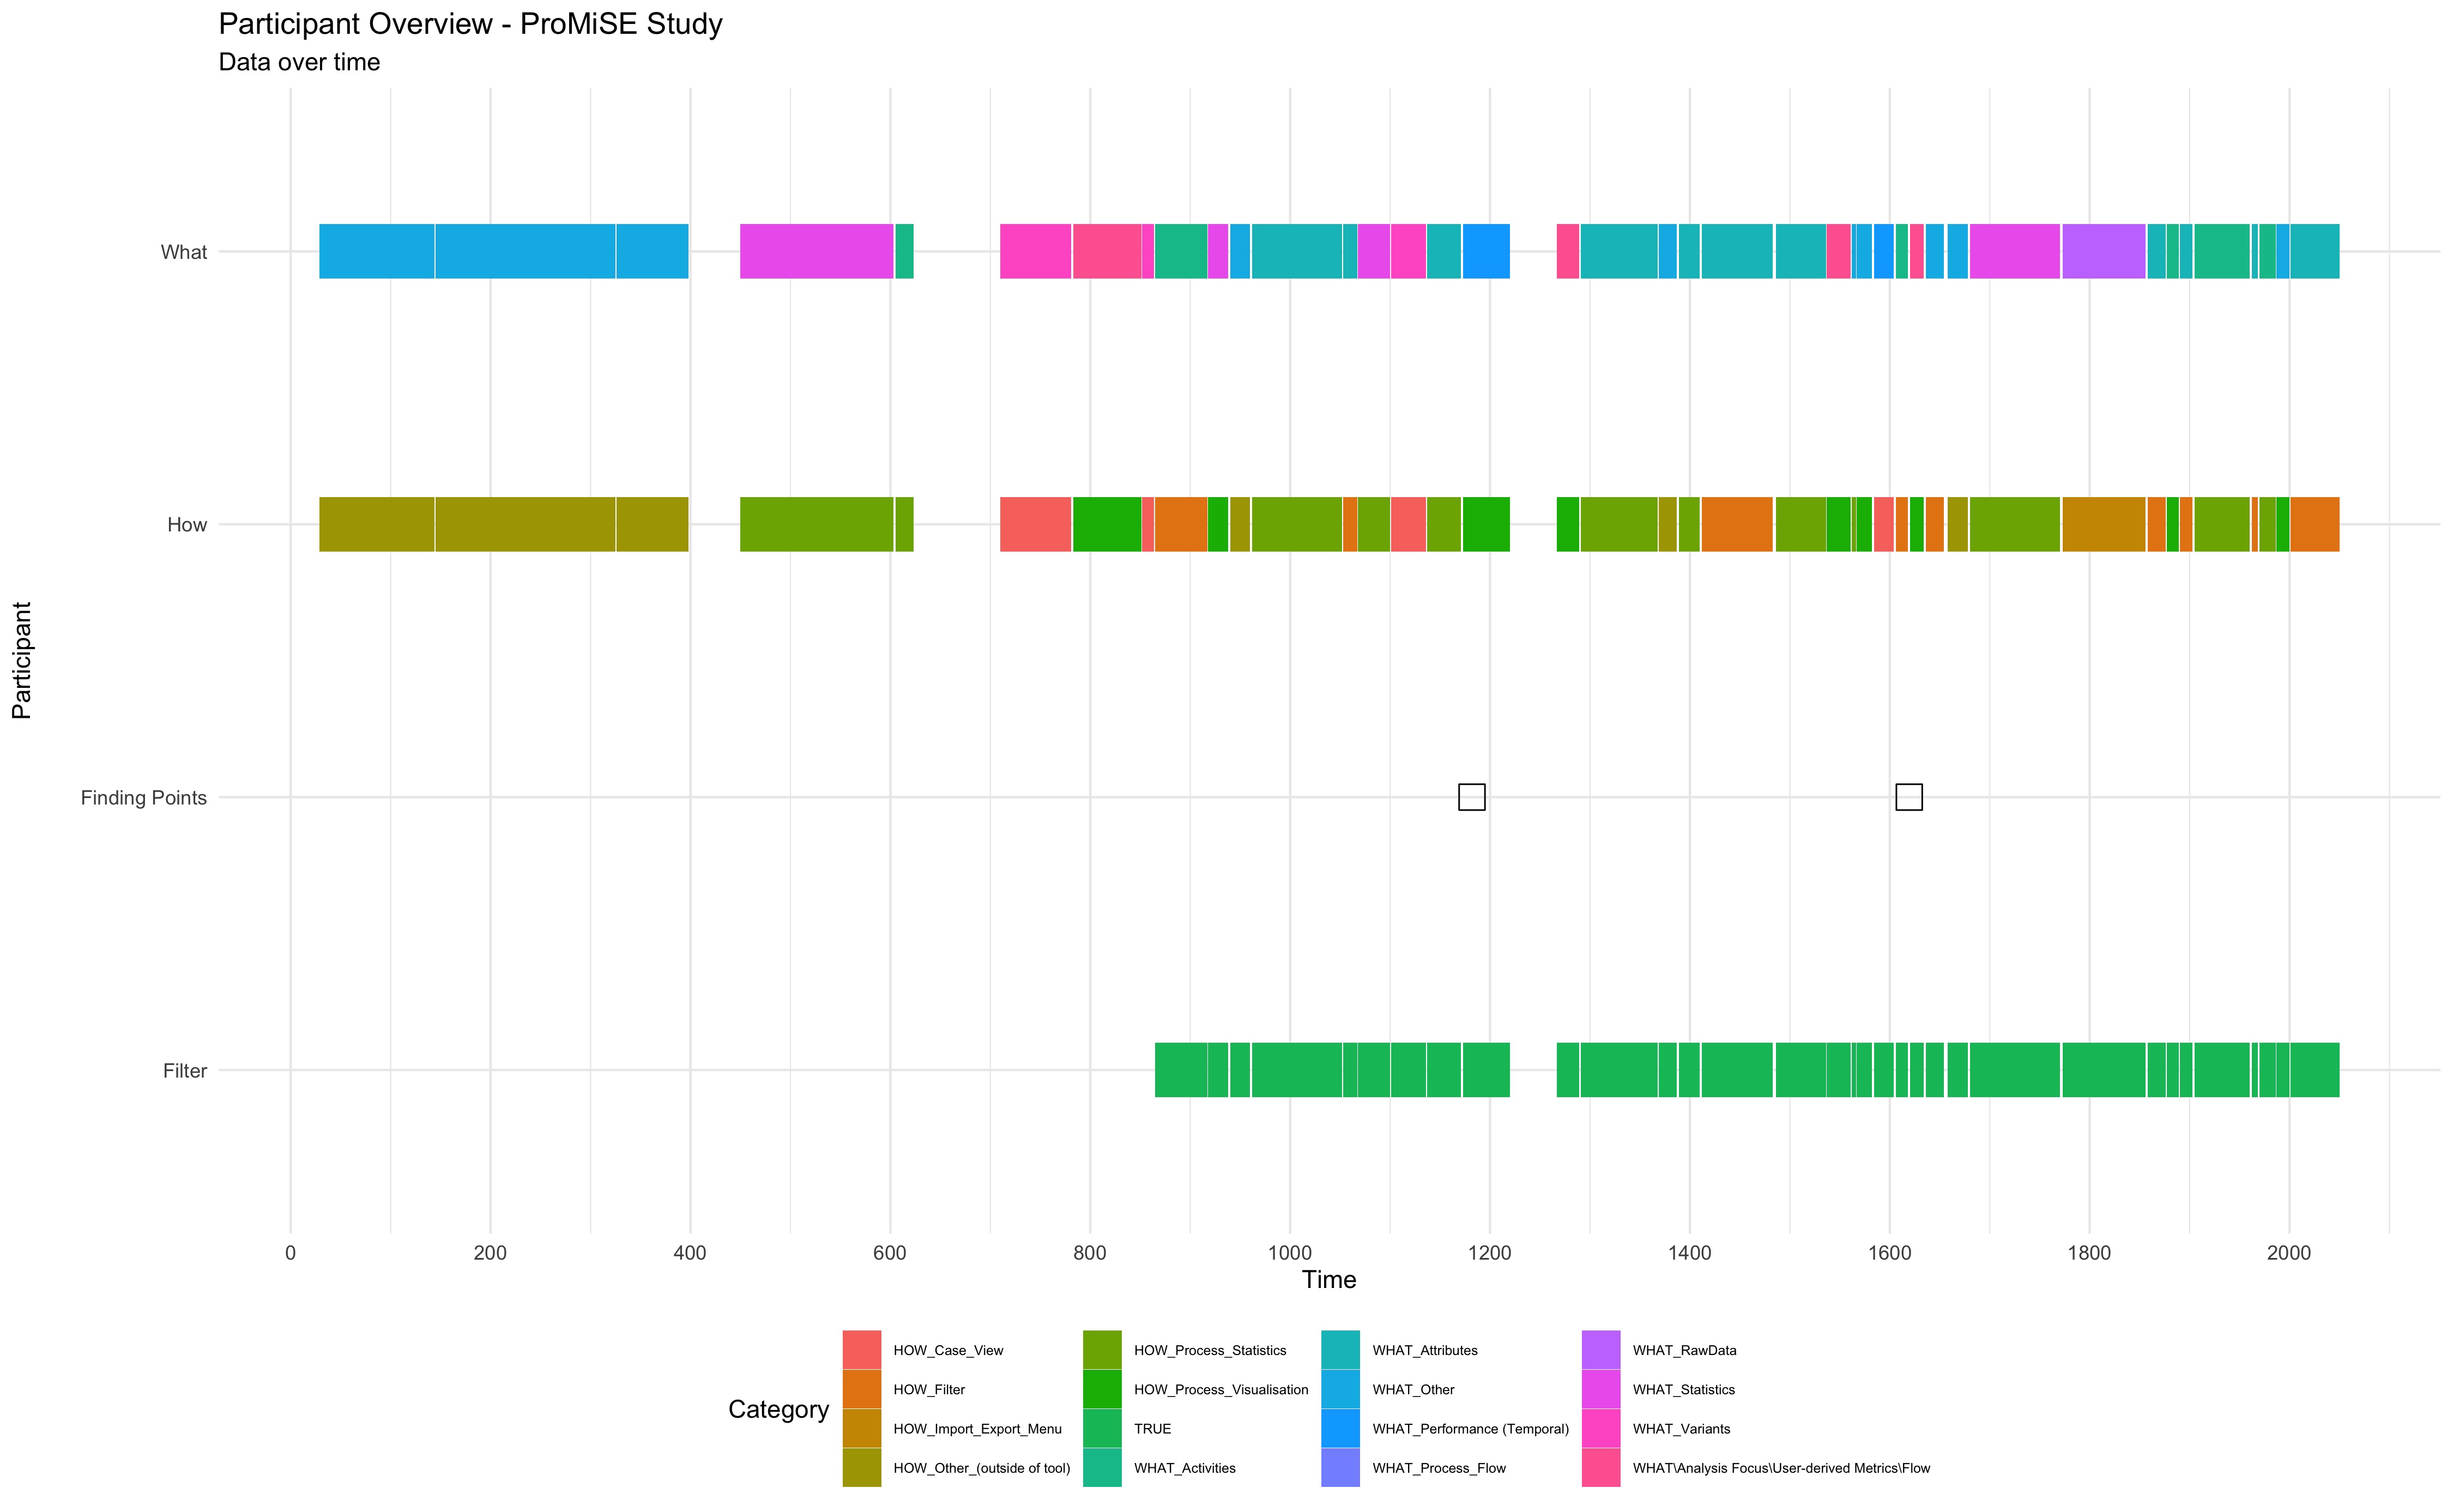 Participant Overview - ProMiSE Study
Data over time
What
How
Finding Points
Filter
Participant
0 200 400 600 800 1000 1200 1400 1600 1800 2000
Time
Category
HOW_Case_View
HOW_Filter
HOW_Import_Export_Menu
HOW_Other_(outside of tool)
HOW_Process_Statistics
HOW_Process_Visualisation
TRUE
WHAT_Activities
WHAT_Attributes
WHAT_Other
WHAT_Performance (Temporal)
WHAT_Process_Flow
WHAT_RawData
WHAT_Statistics
WHAT_Variants
WHAT\Analysis Focus\User-derived Metrics\Flow